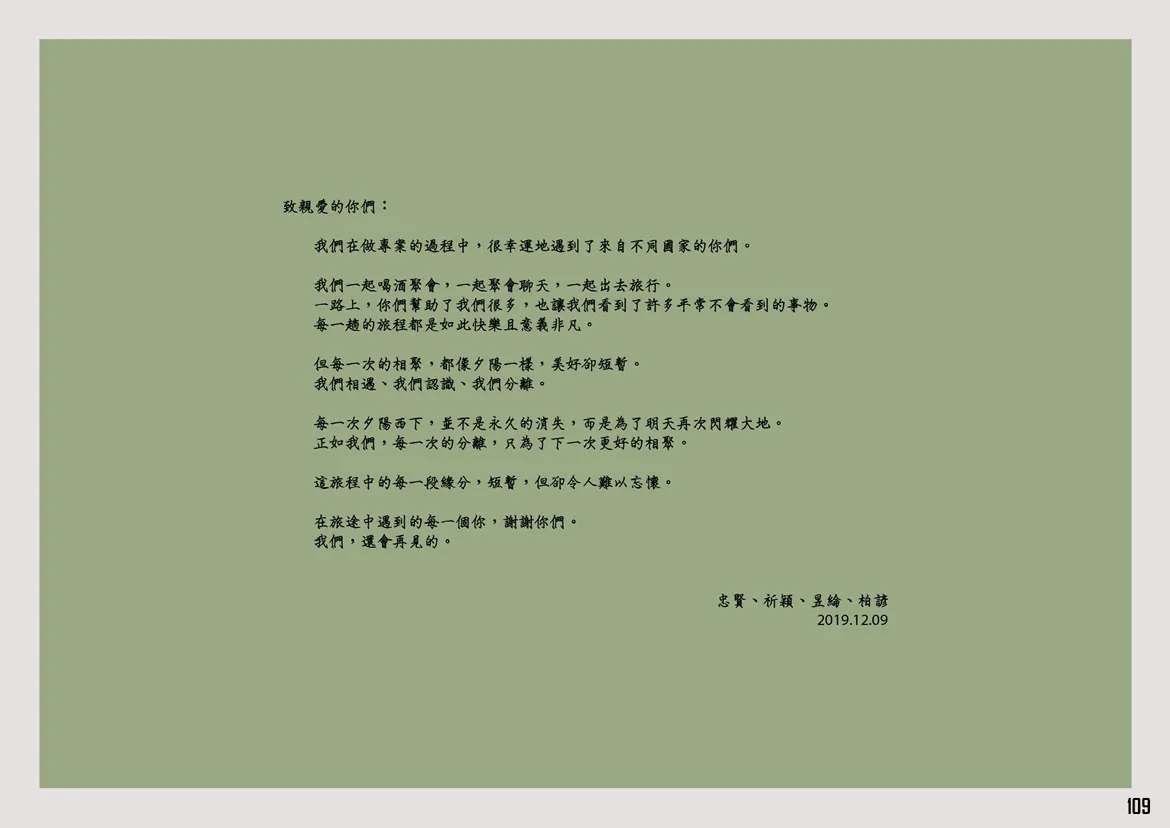 致親愛的你們：
我們在做專案的過程中，很幸運地遇到了來自不同國家的你們。
我們一起喝酒聚會，一起聚會聊天，一起出去旅行。
一路上，你們幫助了我們很多，也讓我們看到了許多平常不會看到的事物。
每一趟的旅程都是如此快樂且意義非凡。
但每一次的相聚，都像夕陽一樣，美好卻短暫。
我們相遇、我們認識、我們分離。
每一次夕陽西下，並不是永久的消失，而是為了明天再次閃耀大地。
正如我們，每一次的分離，只為了下一次更好的相聚。
這旅程中的每一段緣分，短暫，但卻令人難以忘懷。
在旅途中遇到的每一個你，謝謝你們。
我們，還會再見的。
忠賢、祈穎、昱綸、柏諺
2019.12.09
109